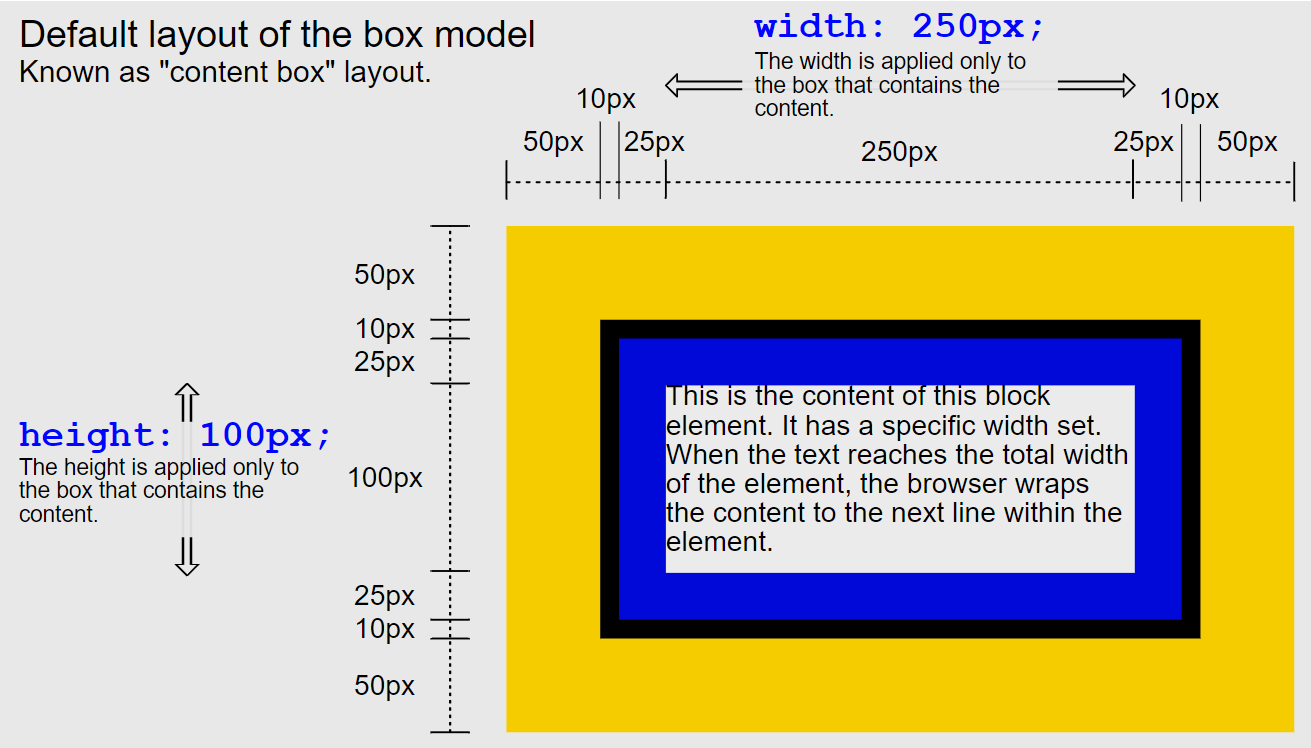 Default layout of the box model
Known as "content box" layout.
width: 250px;
The width is applied only to
the box that contains the
content.
10px
10px
50px
25px
250px
25px
50px
50px
10px
25px
height: 100px;
The height is applied only to
the box that contains the
content.
100px
25px
10px
50px
This is the content of this block
element. It has a specific width set.
When the text reaches the total width
of the element, the browser wraps
the content to the next line within the
element.